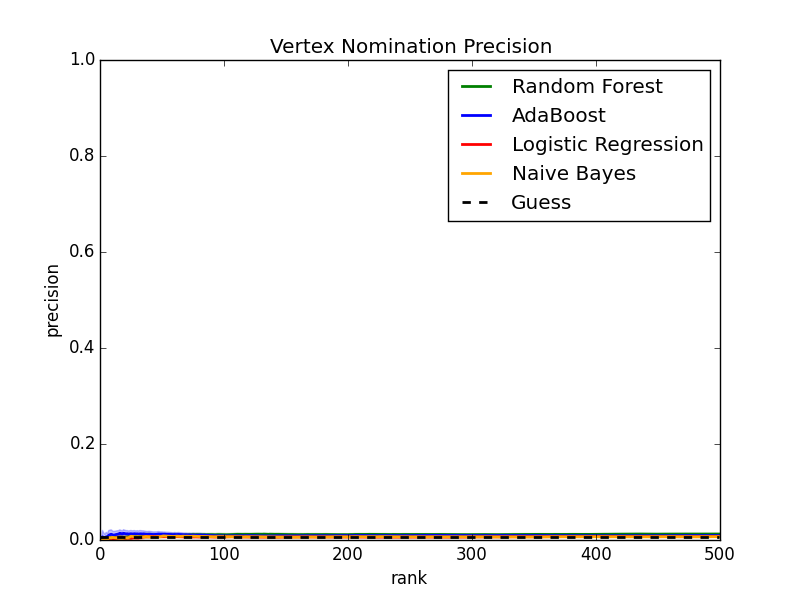 Vertex Nomination Precision
1.0
0.8
0.6
0.4
0.2
0.0
precision
Random Forest
AdaBoost
Logistic Regression
Naive Bayes
Guess
0 100 200 300 400 500
rank